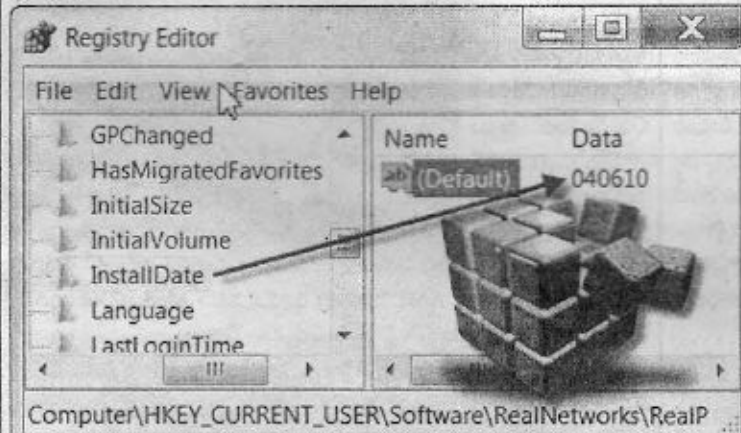 Registry Editor
File Edit View Favorites Help
GPChanged
HasMigratedFavorites
InitialSize
InitialVolume
InstallDate
Language
LastLoginTime
Name Data
ab (Default) 040610
Computer\HKEY_CURRENT_USER\Software\RealNetworks\RealP